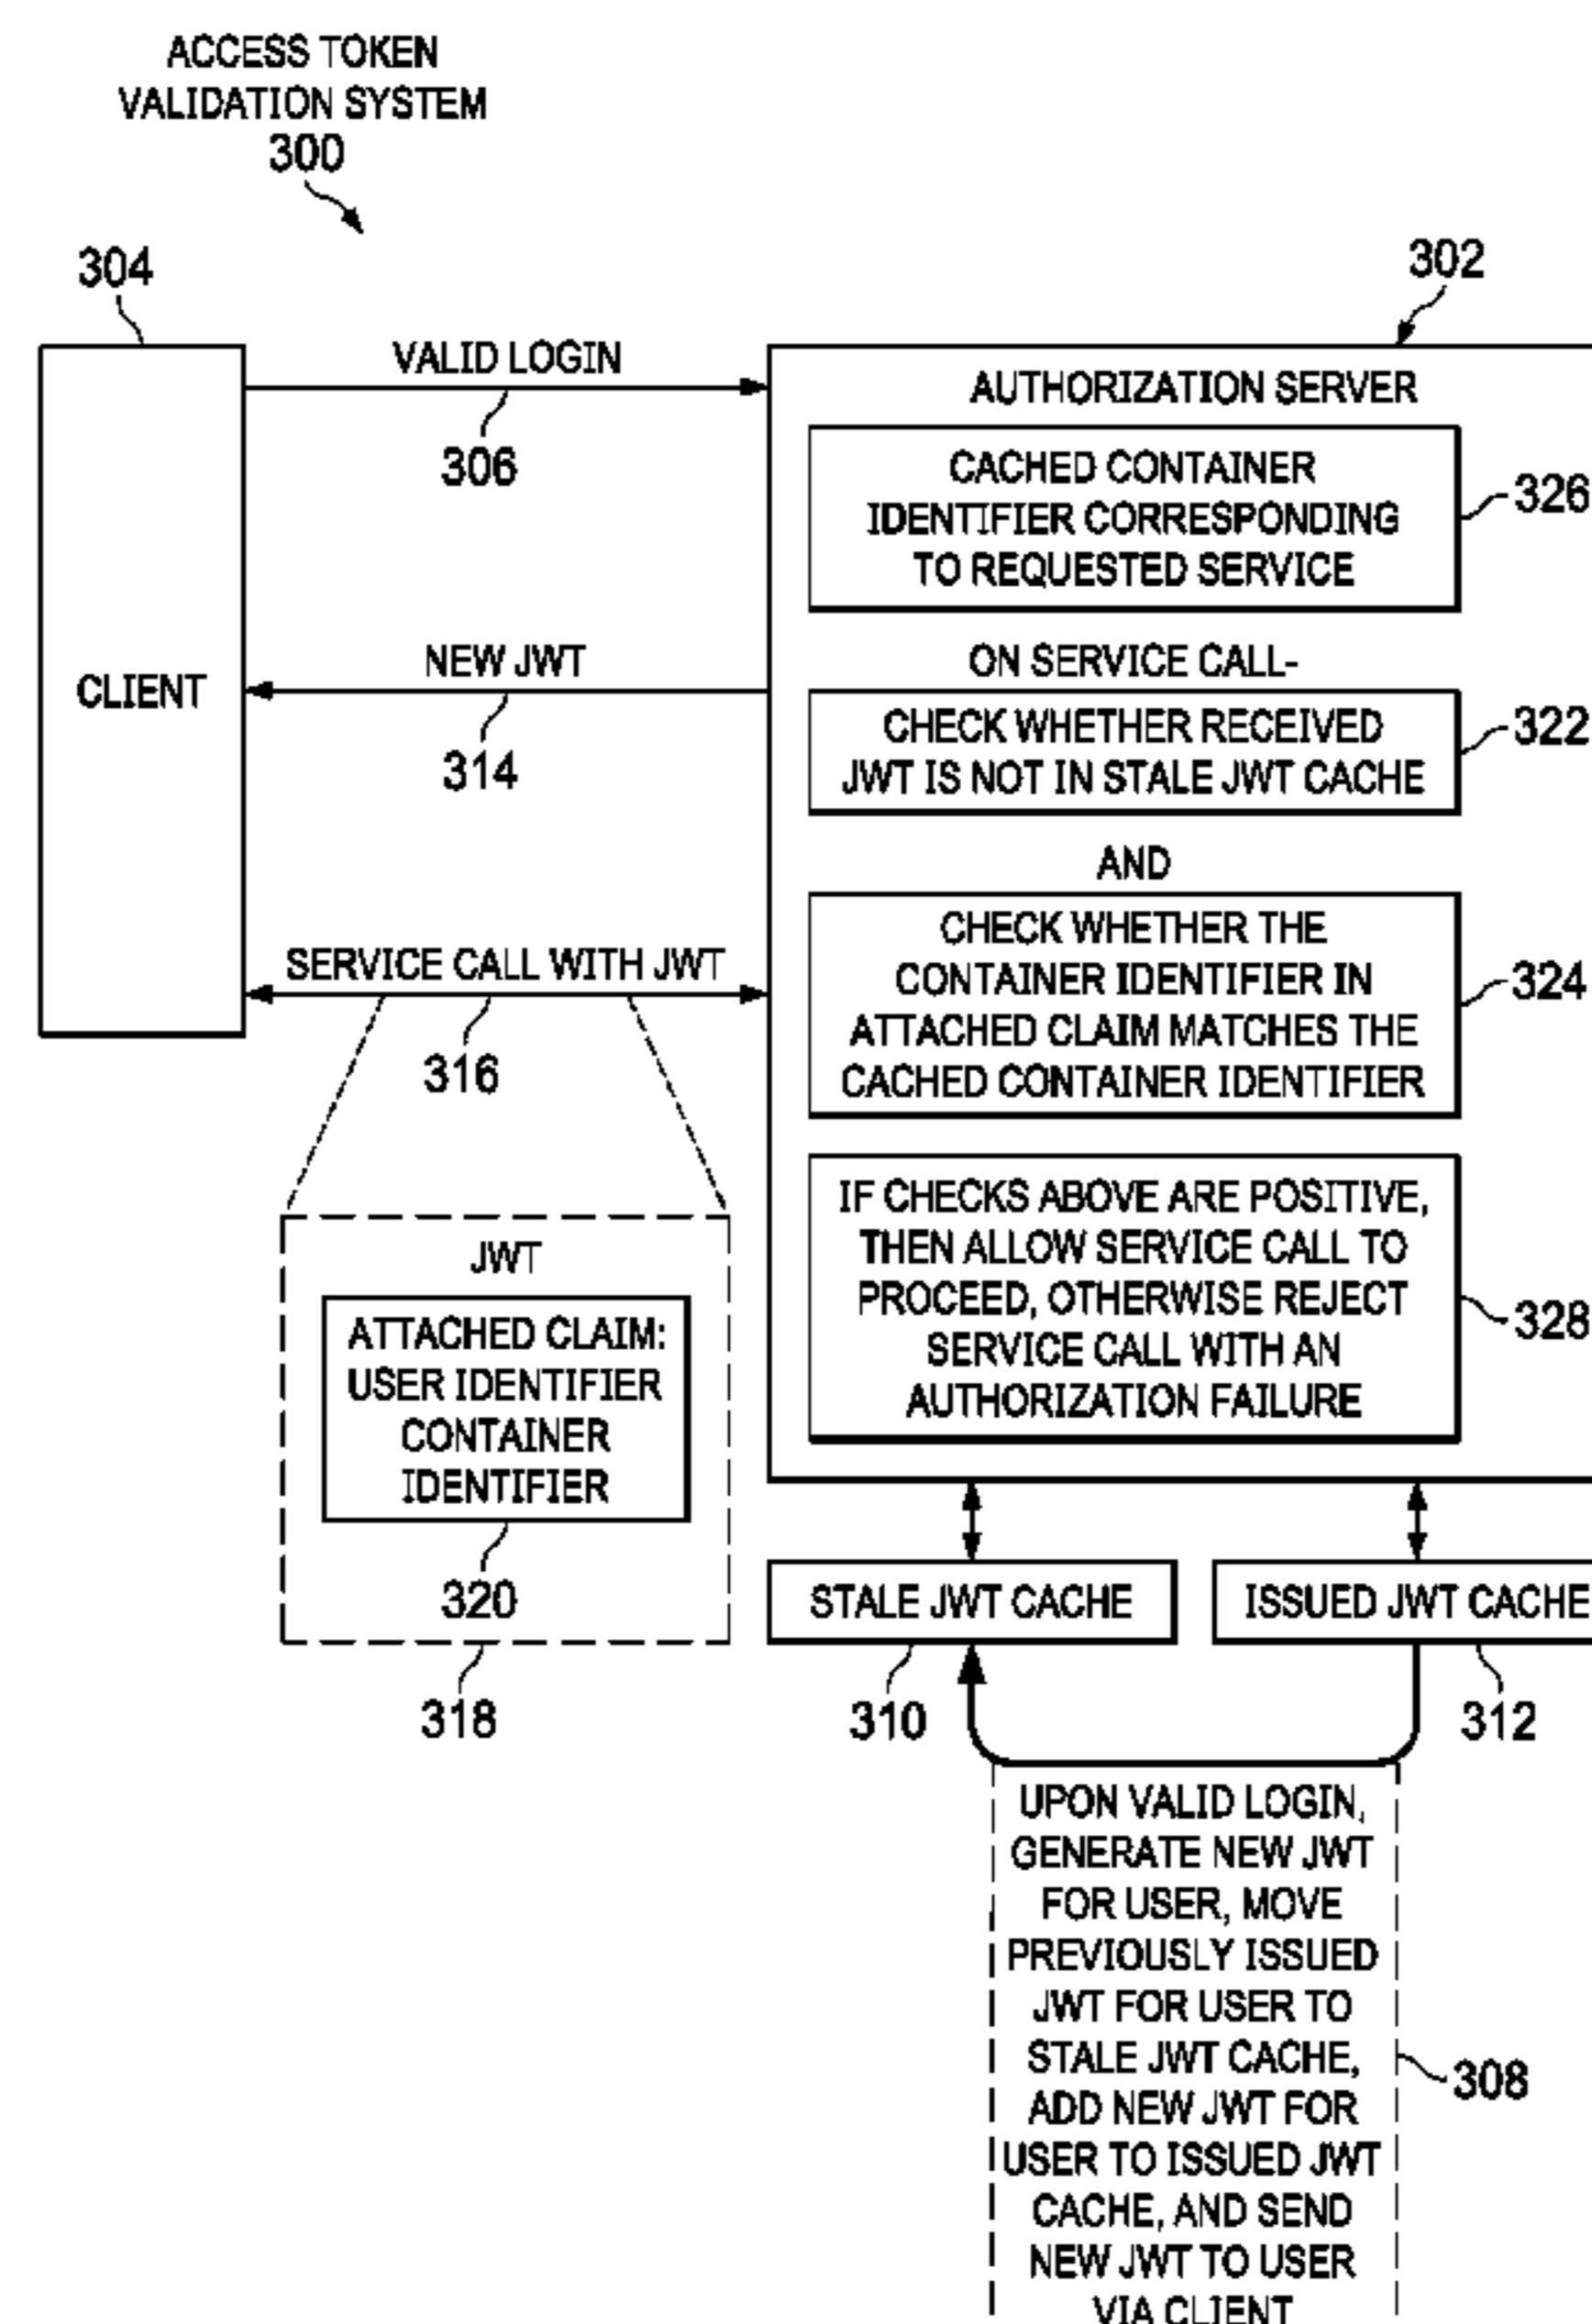 ACCESS TOKEN
VALIDATION SYSTEM
300
304
302
VALID LOGIN
306
NEW JWT
314
CLIENT
SERVICE CALL WITH JWT
316
JWT
ATTACHED CLAIM:
USER IDENTIFIER
CONTAINER
IDENTIFIER
320
318
AUTHORIZATION SERVER
CACHED CONTAINER
IDENTIFIER CORRESPONDING
TO REQUESTED SERVICE
326
ON SERVICE CALL-
CHECK WHETHER RECEIVED
JWT IS NOT IN STALE JWT CACHE
322
AND
CHECK WHETHER THE
CONTAINER IDENTIFIER IN
ATTACHED CLAIM MATCHES THE
CACHED CONTAINER IDENTIFIER
324
IF CHECKS ABOVE ARE POSITIVE,
THEN ALLOW SERVICE CALL TO
PROCEED, OTHERWISE REJECT
SERVICE CALL WITH AN
AUTHORIZATION FAILURE
328
STALE JWT CACHE
310
ISSUED JWT CACHE
312
UPON VALID LOGIN,
GENERATE NEW JWT
FOR USER, MOVE
PREVIOUSLY ISSUED
JWT FOR USER TO
STALE JWT CACHE,
ADD NEW JWT FOR
USER TO ISSUED JWT
CACHE, AND SEND
NEW JWT TO USER
VIA CLIENT
308